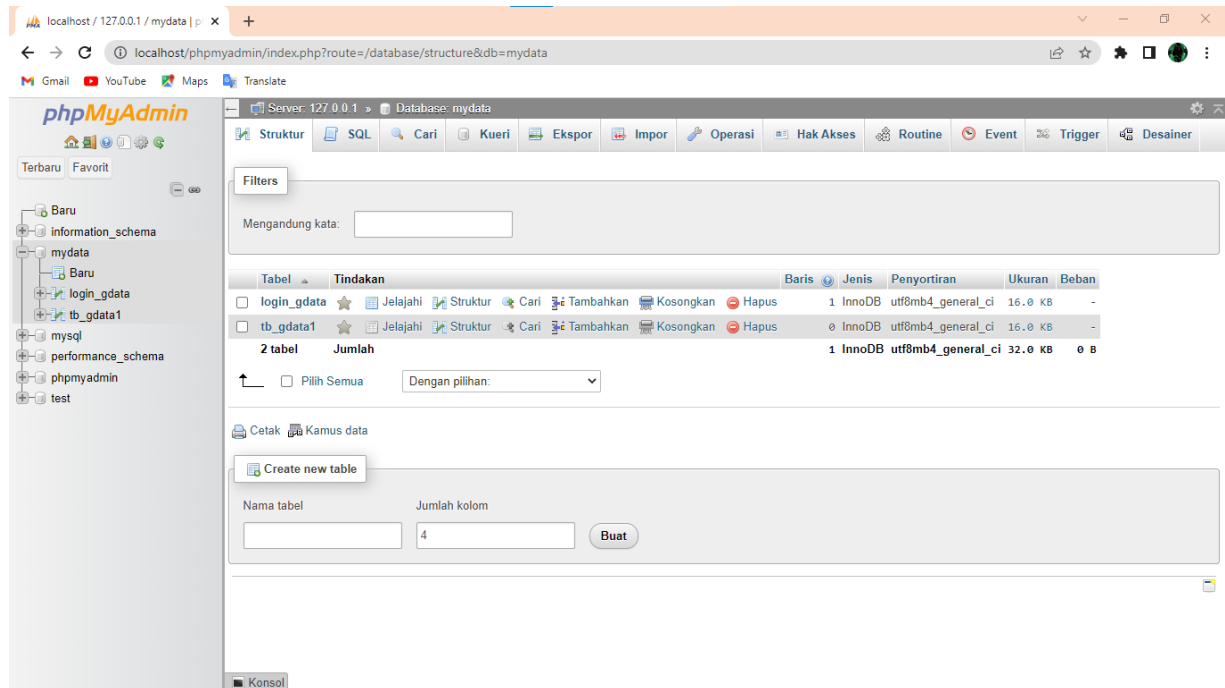 localhost / 127.0.0.1 / mydata | p
localhost/phpmyadmin/index.php?route=/database/structure&db=mydata
Gmail YouTube Maps Translate
phpMyAdmin
Terbaru Favorit
Baru
information_schema
mydata
Baru
login_gdata
tb_gdata1
mysql
performance_schema
phpmyadmin
test
Server: 127.0.0.1 » Database: mydata
Struktur SQL Cari Kueri Ekspor Impor Operasi Hak Akses Routine Event Trigger Desainer
Filters
Mengandung kata:
Tabel Tindakan Baris Jenis Penyortiran Ukuran Beban
login_gdata Jelajahi Struktur Cari Tambahkan Kosongkan Hapus 1 InnoDB utf8mb4_general_ci 16.0 KB -
tb_gdata1 Jelajahi Struktur Cari Tambahkan Kosongkan Hapus 0 InnoDB utf8mb4_general_ci 16.0 KB -
2 tabel Jumlah 1 InnoDB utf8mb4_general_ci 32.0 KB 0 B
Pilih Semua Dengan pilihan:
Cetak Kamus data
Create new table
Nama tabel Jumlah kolom
4 Buat
Konsol